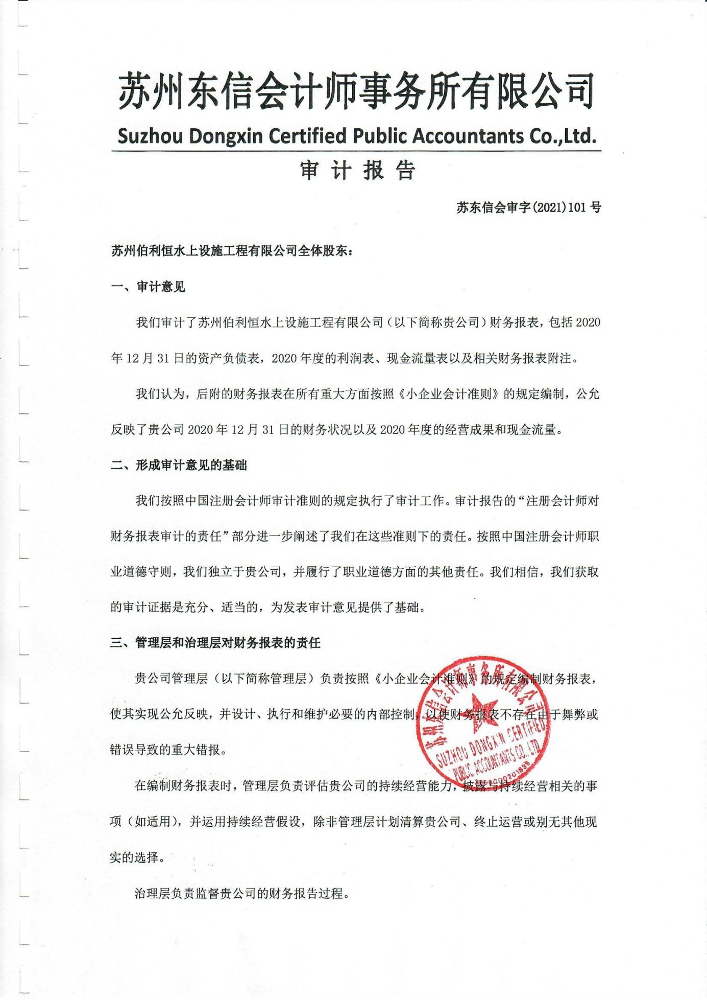 苏州东信会计师事务所有限公司
Suzhou Dongxin Certified Public Accountants Co.,Ltd.
审计报告
苏东信会审字(2021)101号
苏州伯利恒水上设施工程有限公司全体股东：
一、审计意见
我们审计了苏州伯利恒水上设施工程有限公司（以下简称贵公司）财务报表，包括2020
年12月31日的资产负债表，2020年度的利润表、现金流量表以及相关财务报表附注。
我们认为，后附的财务报表在所有重大方面按照《小企业会计准则》的规定编制，公允
反映了贵公司2020年12月31日的财务状况以及2020年度的经营成果和现金流量。
二、形成审计意见的基础
我们按照中国注册会计师审计准则的规定执行了审计工作。审计报告的“注册会计师对
财务报表审计的责任”部分进一步阐述了我们在这些准则下的责任。按照中国注册会计师职
业道德守则，我们独立于贵公司，并履行了职业道德方面的其他责任。我们相信，我们获取
的审计证据是充分、适当的，为发表审计意见提供了基础。
三、管理层和治理层对财务报表的责任
贵公司管理层（以下简称管理层）负责按照《小企业会计准则》的规定编制财务报表，
使其实现公允反映，并设计、执行和维护必要的内部控制，以使财务报表不存在由于舞弊或
错误导致的重大错报。
在编制财务报表时，管理层负责评估贵公司的持续经营能力，披露与持续经营相关的事
项（如适用），并运用持续经营假设，除非管理层计划清算贵公司、终止运营或别无其他现
实的选择。
治理层负责监督贵公司的财务报告过程。
苏州东信会计师事务所有限公司
SUZHOU DONGXIN CERTIFIED
PUBLIC ACCOUNTANTS CO., LTD